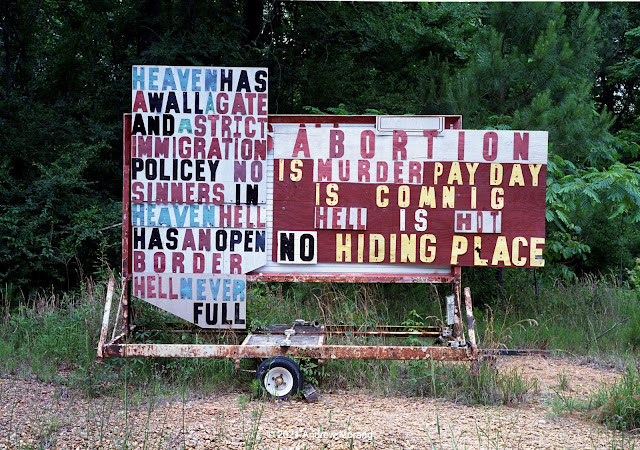 HEAVEN HAS
A WALL A GATE
AND A STRICT
IMMIGRATION
POLICEY NO
SINNERS IN
HEAVEN HELL
HAS AN OPEN
BORDER
HELL NEVER
FULL
ABORTION
IS MURDER PAY DAY
IS COMNIG
HELL IS HIT
NO HIDING PLACE